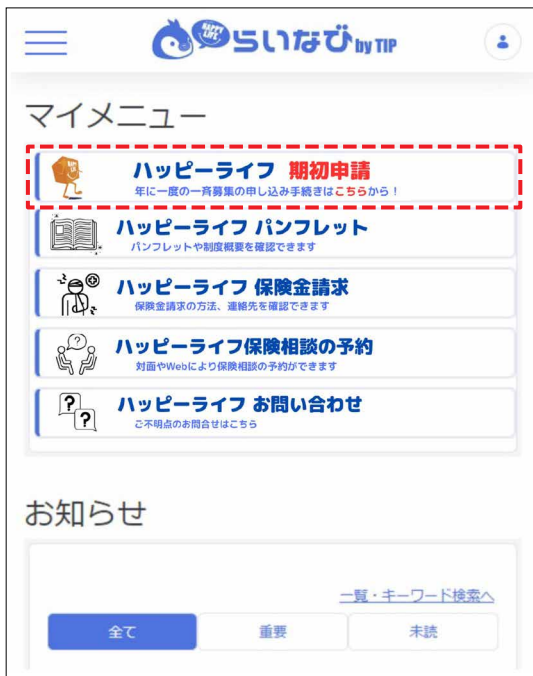 HAPPY LIFE らいなび by TIP
マイメニュー
ハッピーライフ 期初申請
年に一度の一斉募集の申し込み手続きはこちらから！
ハッピーライフ パンフレット
パンフレットや制度概要を確認できます
ハッピーライフ 保険金請求
保険金請求の方法、連絡先を確認できます
ハッピーライフ保険相談の予約
対面やWebにより保険相談の予約ができます
ハッピーライフ お問い合わせ
ご不明点のお問合せはこちら
お知らせ
一覧・キーワード検索へ
全て 重要 未読